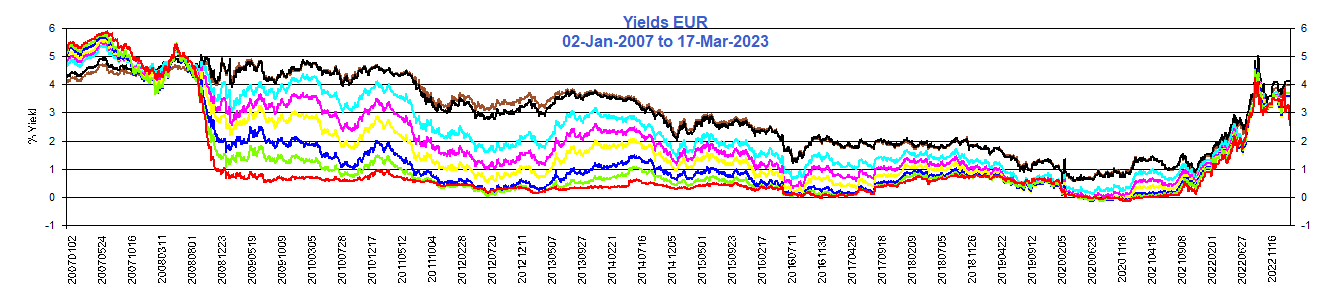 Yields EUR
02-Jan-2007 to 17-Mar-2023
6 6
5 5
4 4
3 3
2 2
1 1
0 0
-1 -1
% Yield
20070102 20070524 20071016 20080311 20080801 20081223 20090519 20091009 20100305 20100728 20101217 20110512 20111004 20120228 20120720 20121211 20130507 20130927 20140221 20140716 20141205 20150501 20150923 20160217 20160711 20161130 20170426 20170918 20180209 20180705 20181126 20190422 20190912 20200205 20200629 20201118 20210415 20210908 20220201 20220627 20221116